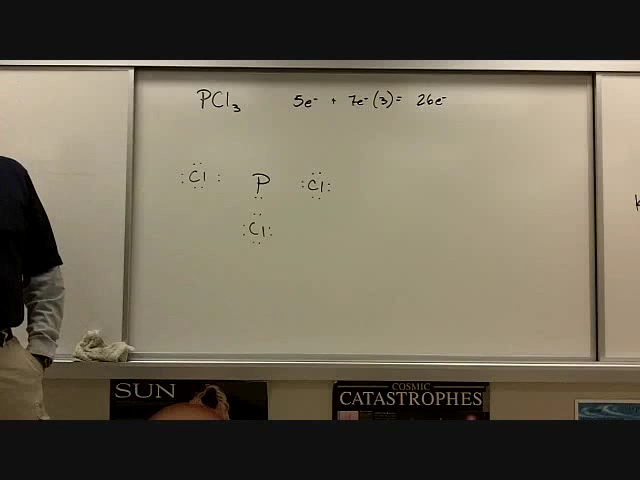 PCl₃ 5e⁻ + 7e⁻(3) = 26e⁻
Cl P Cl
Cl
SUN
COSMIC
CATASTROPHES